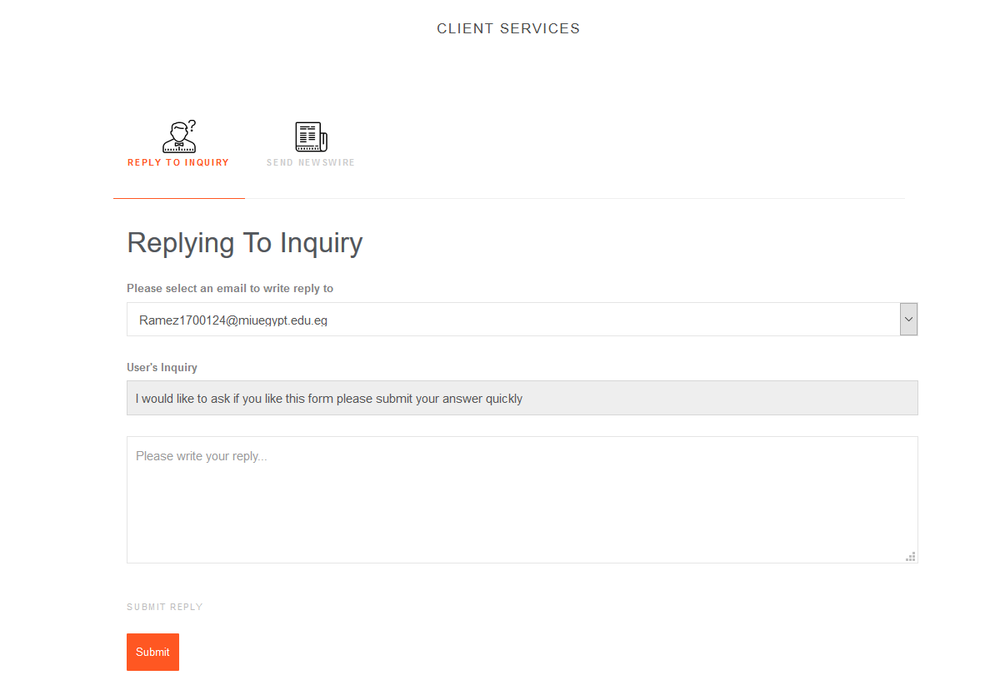 CLIENT SERVICES
REPLY TO INQUIRY
SEND NEWSWIRE
Replying To Inquiry
Please select an email to write reply to
Ramez1700124@miuegypt.edu.eg
User's Inquiry
I would like to ask if you like this form please submit your answer quickly
Please write your reply...
SUBMIT REPLY
Submit